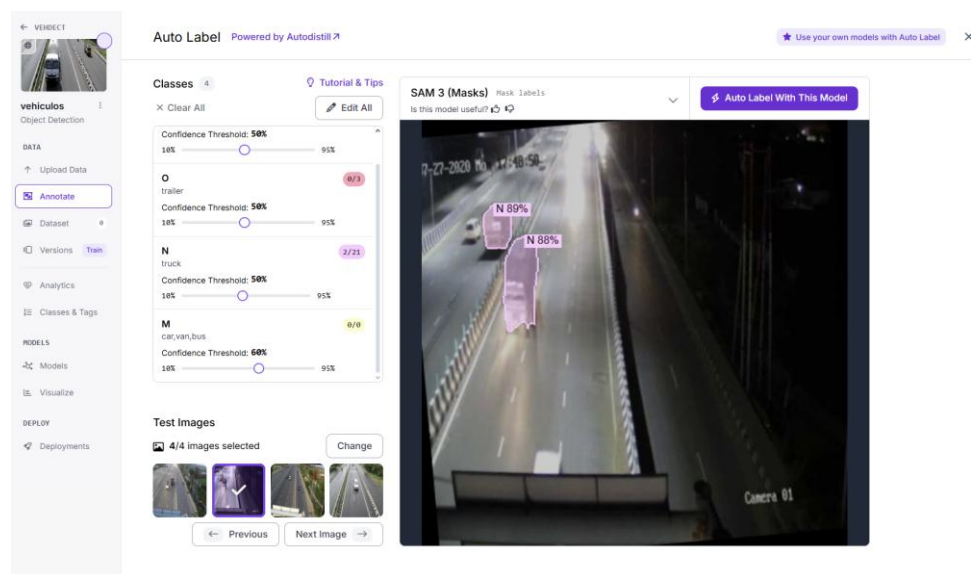 ← VEHDECT
vehiculos
Object Detection
DATA
Upload Data
Annotate
Dataset 0
Versions Train
Analytics
Classes & Tags
MODELS
Models
Visualize
DEPLOY
Deployments
Auto Label Powered by Autodistill
Use your own models with Auto Label
Classes 4
Tutorial & Tips
Clear All
Edit All
Confidence Threshold: 50%
10% 95%
O 0/3
trailer
Confidence Threshold: 50%
10% 95%
N 2/21
truck
Confidence Threshold: 50%
10% 95%
M 0/0
car,van,bus
Confidence Threshold: 60%
10% 95%
Test Images
4/4 images selected
Change
Previous
Next Image
SAM 3 (Masks) Mask labels
Is this model useful?
Auto Label With This Model
N 89%
N 88%
Camera 01